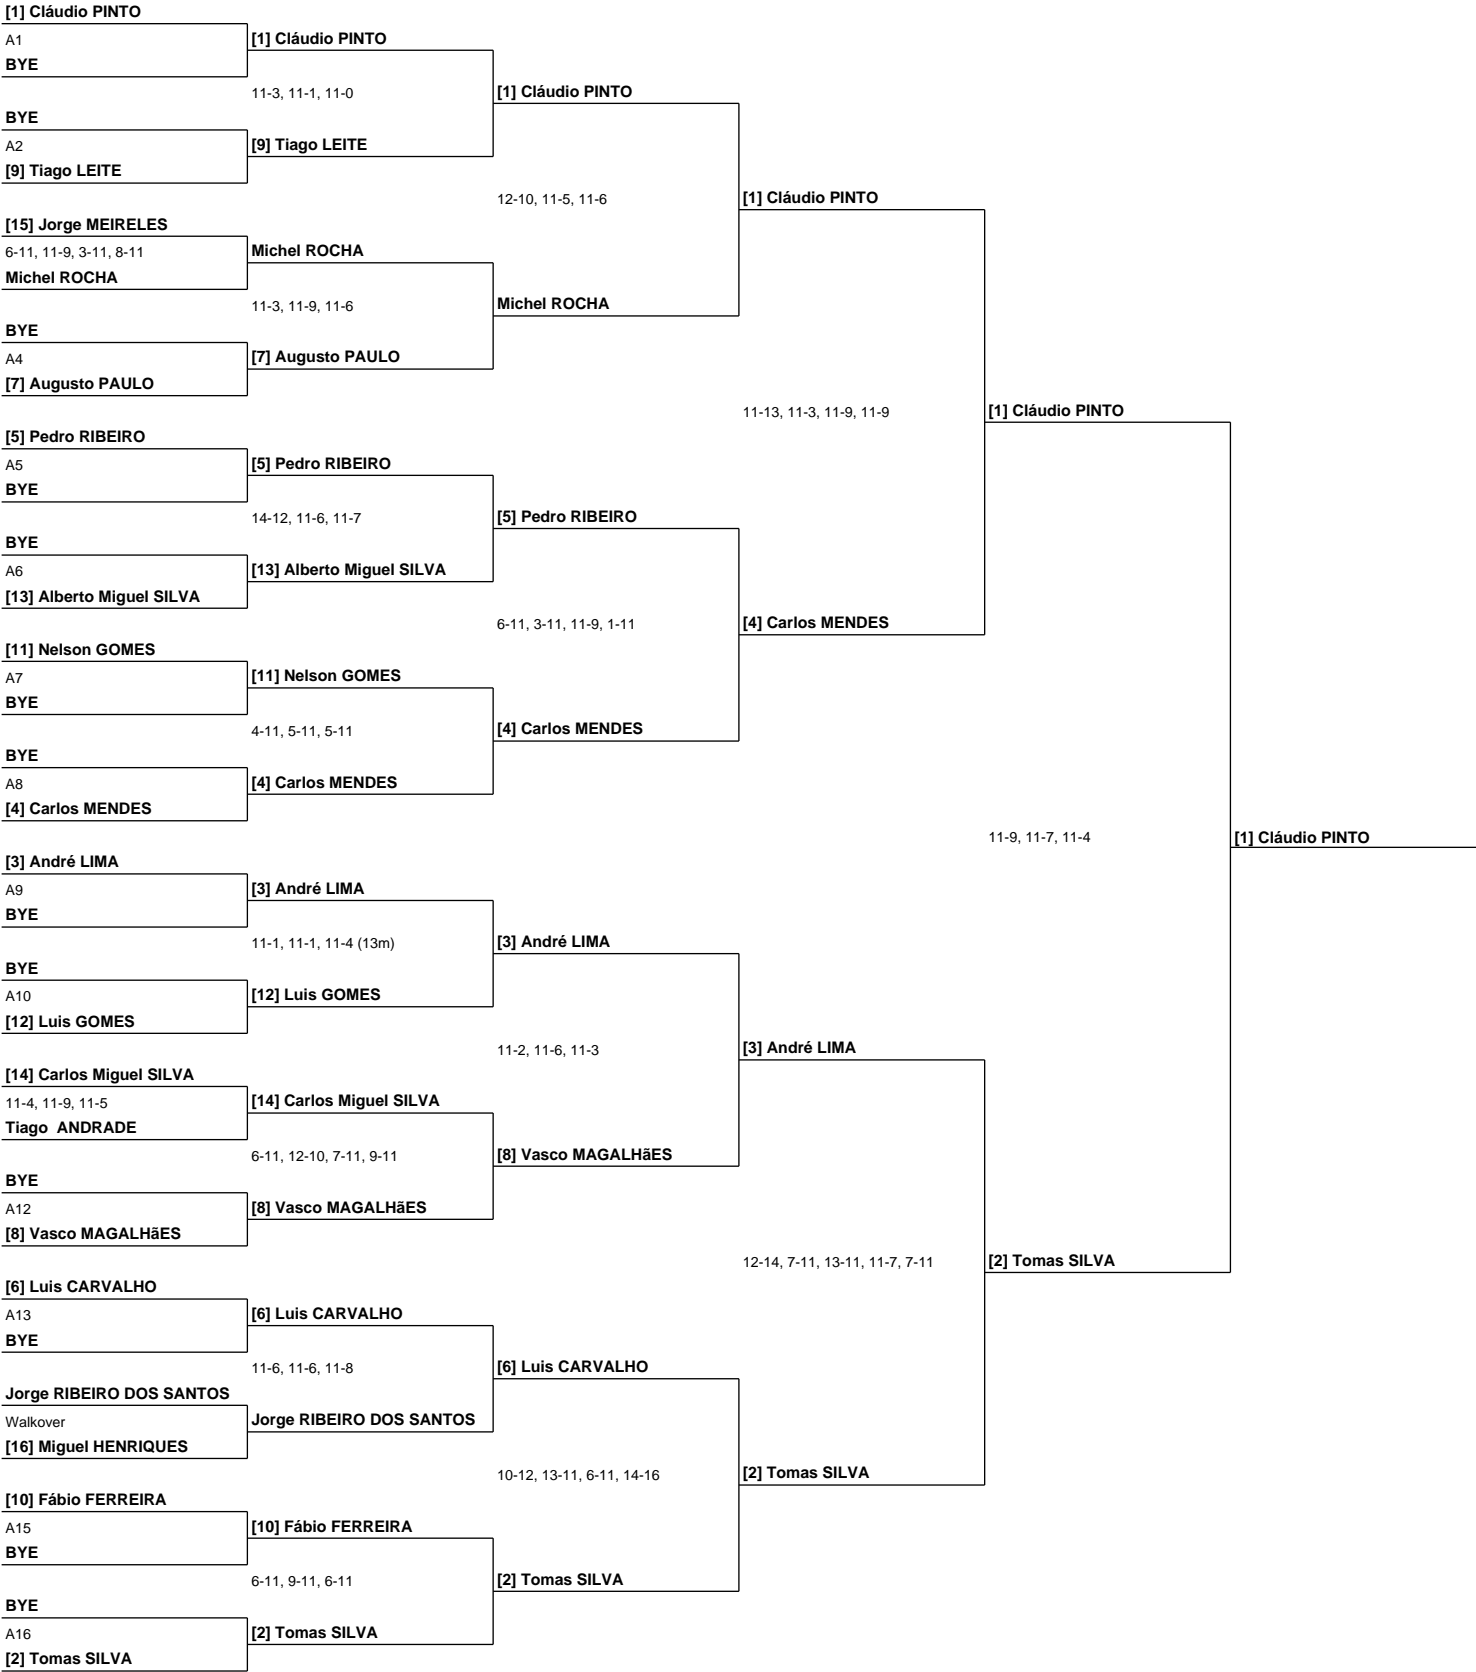 [1] Cláudio PINTO
A1
BYE
BYE
A2
[9] Tiago LEITE
[15] Jorge MEIRELES
6-11, 11-9, 3-11, 8-11
Michel ROCHA
BYE
A4
[7] Augusto PAULO
[5] Pedro RIBEIRO
A5
BYE
BYE
A6
[13] Alberto Miguel SILVA
[11] Nelson GOMES
A7
BYE
BYE
A8
[4] Carlos MENDES
[3] André LIMA
A9
BYE
BYE
A10
[12] Luis GOMES
[14] Carlos Miguel SILVA
11-4, 11-9, 11-5
Tiago  ANDRADE
BYE
A12
[8] Vasco MAGALHãES
[6] Luis CARVALHO
A13
BYE
Jorge RIBEIRO DOS SANTOS
Walkover
[16] Miguel HENRIQUES
[10] Fábio FERREIRA
A15
BYE
BYE
A16
[2] Tomas SILVA
[1] Cláudio PINTO
11-3, 11-1, 11-0
[9] Tiago LEITE
Michel ROCHA
11-3, 11-9, 11-6
[7] Augusto PAULO
[5] Pedro RIBEIRO
14-12, 11-6, 11-7
[13] Alberto Miguel SILVA
[11] Nelson GOMES
4-11, 5-11, 5-11
[4] Carlos MENDES
[3] André LIMA
11-1, 11-1, 11-4 (13m)
[12] Luis GOMES
[14] Carlos Miguel SILVA
6-11, 12-10, 7-11, 9-11
[8] Vasco MAGALHãES
[6] Luis CARVALHO
11-6, 11-6, 11-8
Jorge RIBEIRO DOS SANTOS
[10] Fábio FERREIRA
6-11, 9-11, 6-11
[2] Tomas SILVA
[1] Cláudio PINTO
12-10, 11-5, 11-6
Michel ROCHA
[5] Pedro RIBEIRO
6-11, 3-11, 11-9, 1-11
[4] Carlos MENDES
[3] André LIMA
11-2, 11-6, 11-3
[8] Vasco MAGALHãES
[6] Luis CARVALHO
10-12, 13-11, 6-11, 14-16
[2] Tomas SILVA
[1] Cláudio PINTO
11-13, 11-3, 11-9, 11-9
[4] Carlos MENDES
[3] André LIMA
12-14, 7-11, 13-11, 11-7, 7-11
[2] Tomas SILVA
[1] Cláudio PINTO
11-9, 11-7, 11-4
[2] Tomas SILVA
[1] Cláudio PINTO